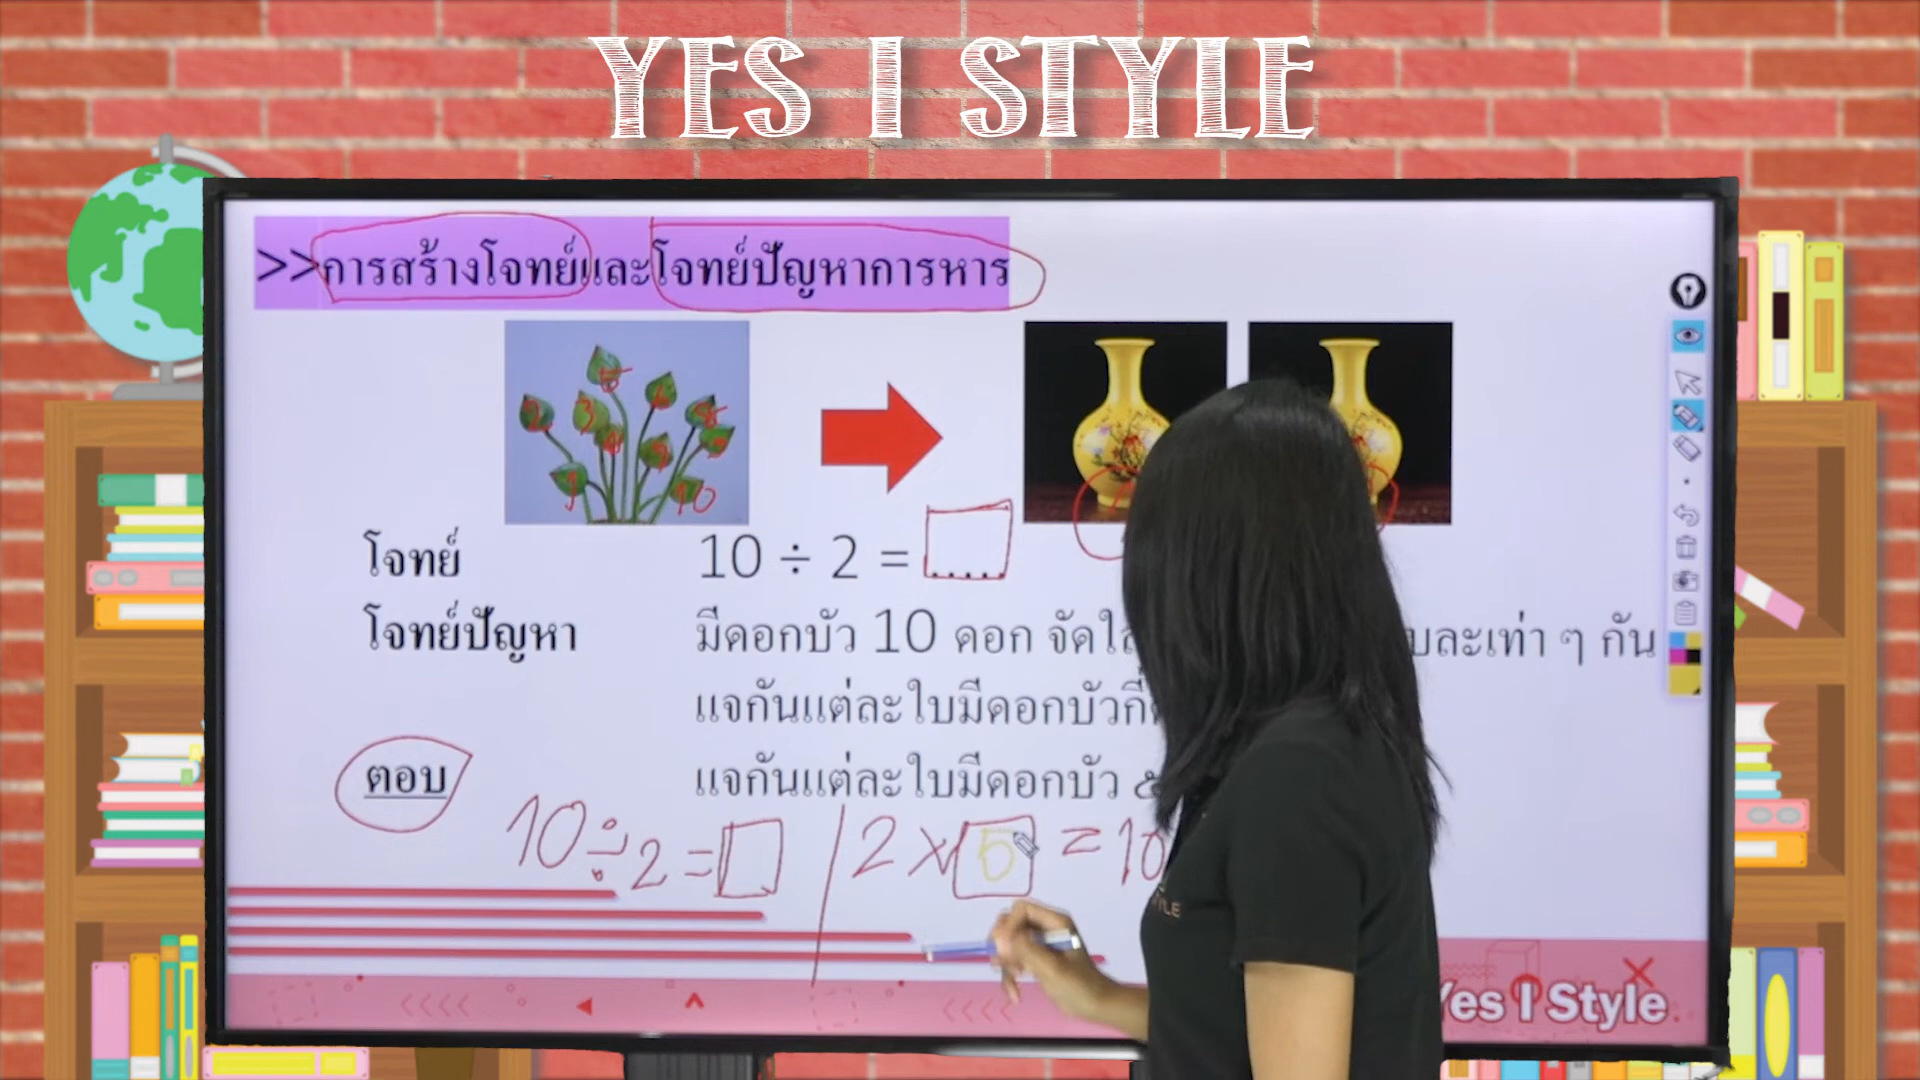 YES I STYLE
>>การสร้างโจทย์และโจทย์ปัญหาการหาร
โจทย์ 10 ÷ 2 =
โจทย์ปัญหา มีดอกบัว 10 ดอก จัดใส่ บละเท่า ๆ กัน
แจกันแต่ละใบมีดอกบัวกี่
ตอบ แจกันแต่ละใบมีดอกบัว ๕
10 ÷ 2 = 2 × 5 = 10
Yes I Style